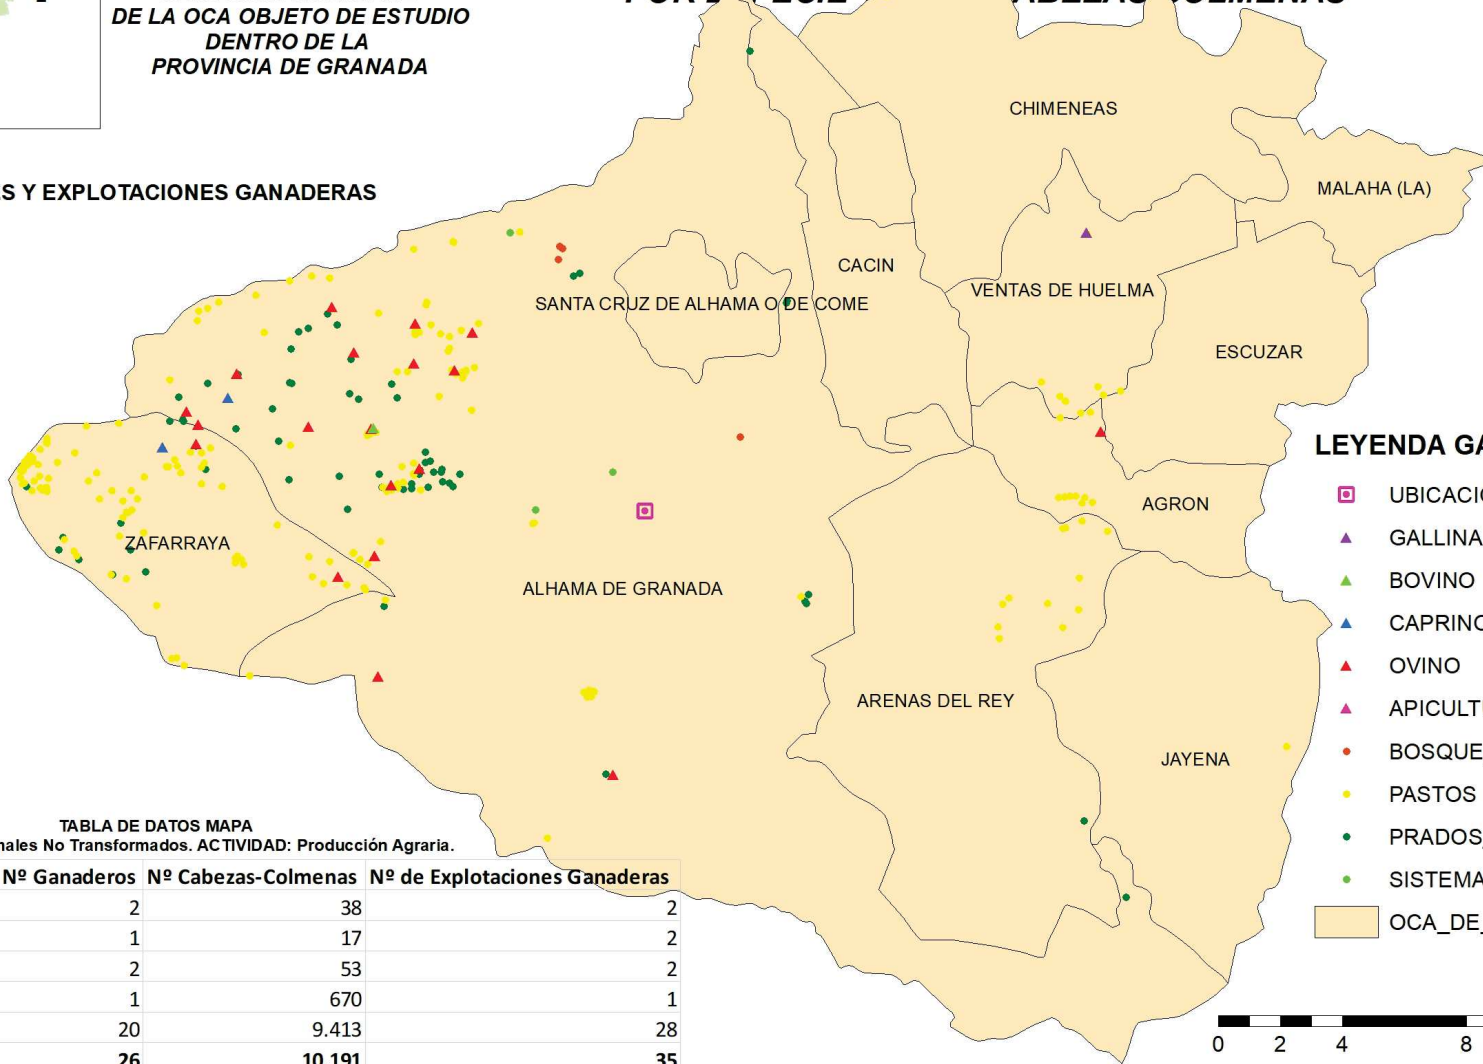 DE LA OCA OBJETO DE ESTUDIO
DENTRO DE LA
PROVINCIA DE GRANADA
Y EXPLOTACIONES GANADERAS
CHIMENEAS
MALAHA (LA)
CACIN
SANTA CRUZ DE ALHAMA O DE COME
VENTAS DE HUELMA
ESCUZAR
AGRON
ZAFARRAYA
ALHAMA DE GRANADA
ARENAS DEL REY
JAYENA
LEYENDA GA
UBICACI
GALLINA
BOVINO
CAPRINO
OVINO
APICULT
BOSQUE
PASTOS
PRADOS
SISTEMA
OCA_DE_
0 2 4 8
TABLA DE DATOS MAPA
males No Transformados. ACTIVIDAD: Producción Agraria.
Nº Ganaderos Nº Cabezas-Colmenas Nº de Explotaciones Ganaderas
2 38 2
1 17 2
2 53 2
1 670 1
20 9.413 28
26 10.191 35